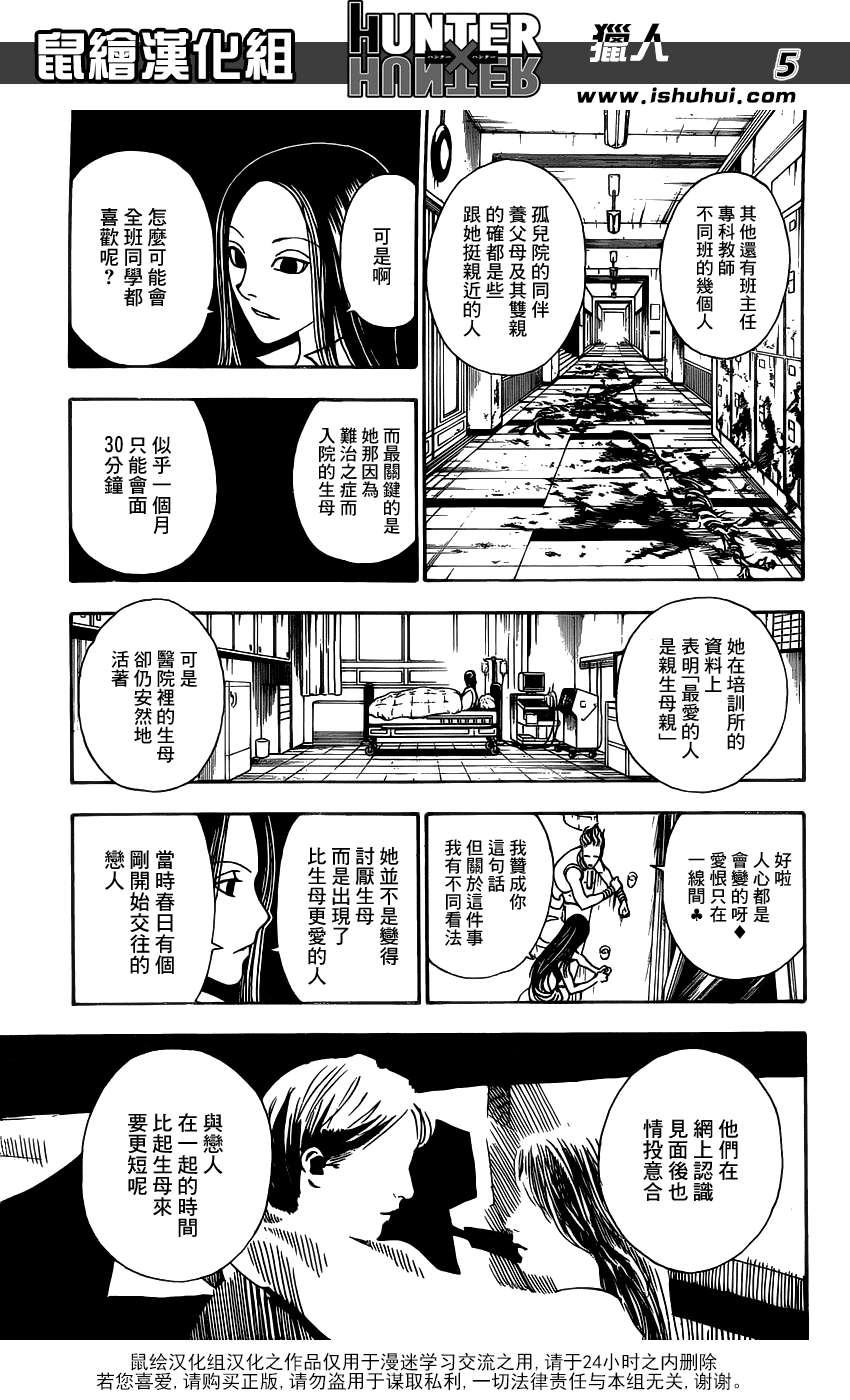 鼠繪漢化組
HUNTER
ハンター×ハンター
HUNTER
獵人
5
www.ishuhui.com
其他還有班主任
專科教師
不同班的幾個人
孤兒院的同伴
養父母及其雙親
的確都是些
跟她挺親近的人
可是啊
怎麼可能會
全班同學都
喜歡呢?
而最關鍵的是
她那因為
難治之症而
入院的生母
似乎一個月
只能會面
30分鐘
她在培訓所的
資料上
表明「最愛的人
是親生母親」
可是
醫院裡的生母
卻仍安然地
活著
好啦
人心都是
會變的呀♦
愛恨只在
一線間♣
我贊成你
這句話
但關於這件事
我有不同看法
她並不是變得
討厭生母
而是出現了
比生母更愛的人
當時春日有個
剛開始交往的
戀人
他們在
網上認識
見面後也
情投意合
與戀人
在一起的時間
比起生母來
要更短呢
鼠绘汉化组汉化之作品仅用于漫迷学习交流之用,请于24小时之内删除
若您喜爱,请购买正版,请勿盗用于谋取私利,一切法律责任与本组无关,谢谢。